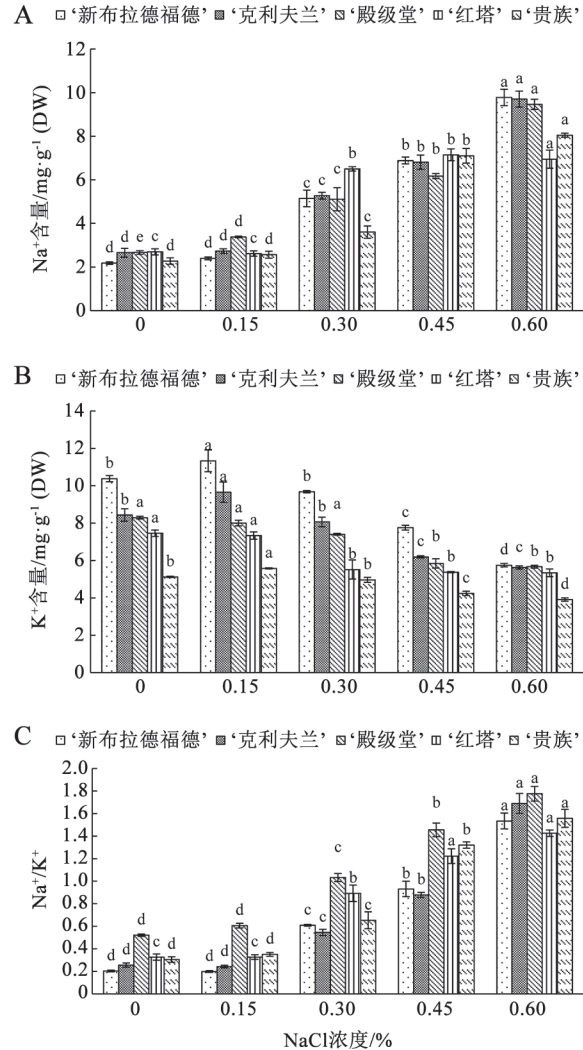 A
'新布拉德福德' '克利夫兰' '殿级堂' '红塔' '贵族'
Na⁺含量/mg·g⁻¹ (DW)
12
10
8
6
4
2
0
d d e c d
d d d c d
c c c b c
b b b b b
a a a a a
0 0.15 0.30 0.45 0.60
B
'新布拉德福德' '克利夫兰' '殿级堂' '红塔' '贵族'
K⁺含量/mg·g⁻¹ (DW)
14
12
10
8
6
4
2
0
b b a a b
a a a a a
b b a b b
b c b b c
d c b b d
0 0.15 0.30 0.45 0.60
C
'新布拉德福德' '克利夫兰' '殿级堂' '红塔' '贵族'
Na⁺/K⁺
2.0
1.8
1.6
1.4
1.2
1.0
0.8
0.6
0.4
0.2
0
d d d c d
d d d c d
c c c b c
b b b a b
a a a a a
0 0.15 0.30 0.45 0.60
NaCl浓度/%